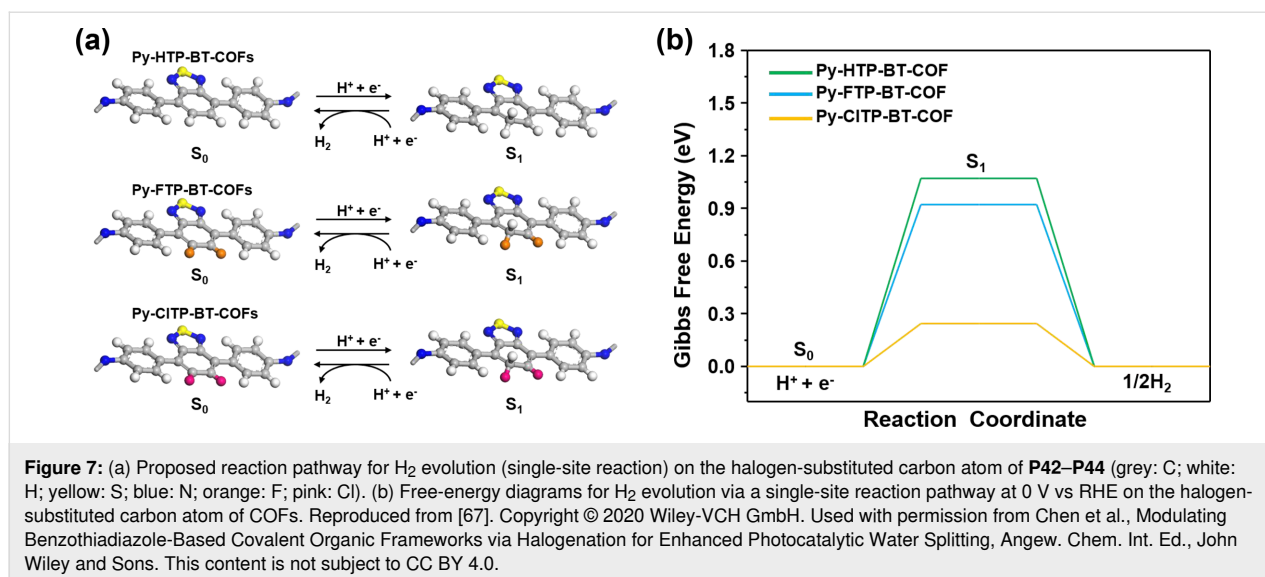 (a)
Py-HTP-BT-COFs
H⁺ + e⁻
H₂ H⁺ + e⁻
S₀ S₁
Py-FTP-BT-COFs
H⁺ + e⁻
H₂ H⁺ + e⁻
S₀ S₁
Py-ClTP-BT-COFs
H⁺ + e⁻
H₂ H⁺ + e⁻
S₀ S₁
(b)
Gibbs Free Energy (eV)
1.8
1.5
1.2
0.9
0.6
0.3
0.0
Py-HTP-BT-COF
Py-FTP-BT-COF
Py-ClTP-BT-COF
S₁
S₀
H⁺ + e⁻
1/2H₂
Reaction Coordinate
Figure 7: (a) Proposed reaction pathway for H₂ evolution (single-site reaction) on the halogen-substituted carbon atom of P42–P44 (grey: C; white:
H; yellow: S; blue: N; orange: F; pink: Cl). (b) Free-energy diagrams for H₂ evolution via a single-site reaction pathway at 0 V vs RHE on the halogen-
substituted carbon atom of COFs. Reproduced from [67]. Copyright © 2020 Wiley-VCH GmbH. Used with permission from Chen et al., Modulating
Benzothiadiazole-Based Covalent Organic Frameworks via Halogenation for Enhanced Photocatalytic Water Splitting, Angew. Chem. Int. Ed., John
Wiley and Sons. This content is not subject to CC BY 4.0.